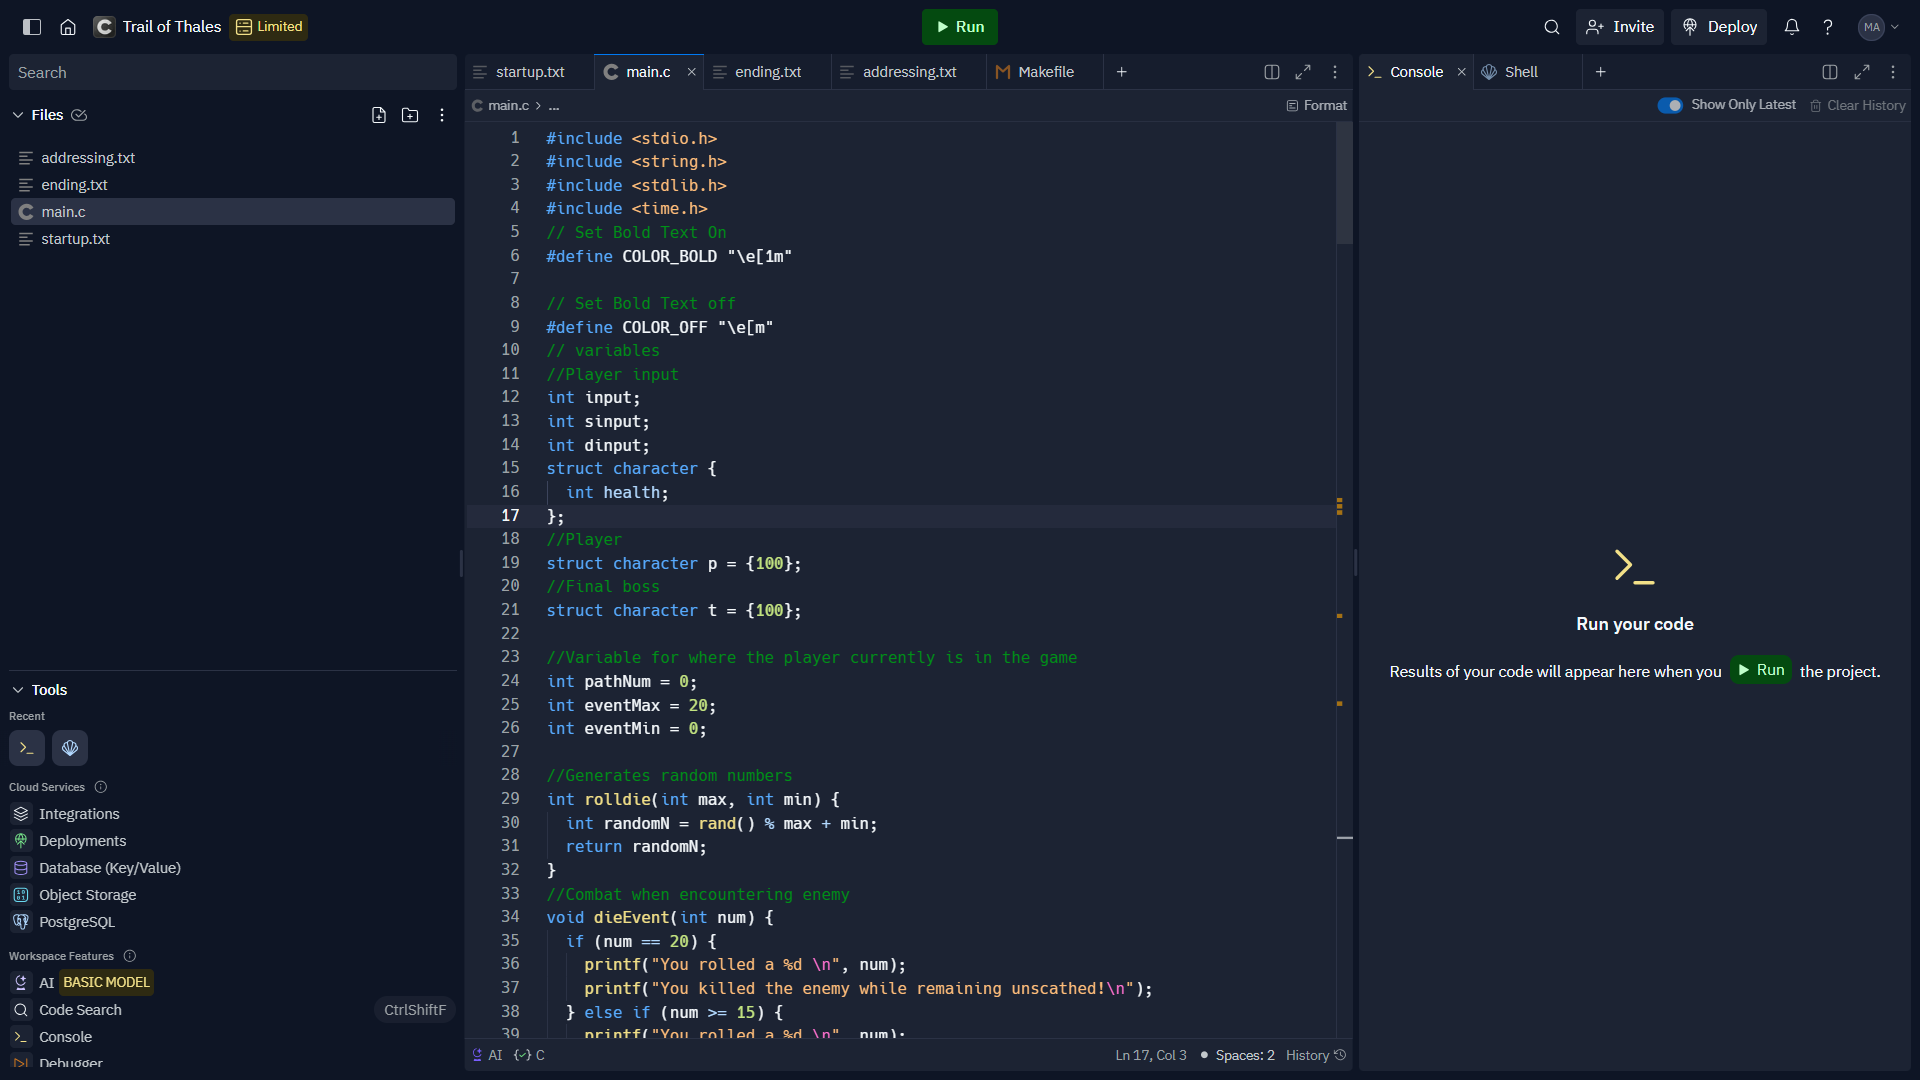 Trail of Thales
Limited
Run
Invite
Deploy
MA
Search
Files
addressing.txt
ending.txt
main.c
startup.txt
Tools
Recent
Cloud Services
Integrations
Deployments
Database (Key/Value)
Object Storage
PostgreSQL
Workspace Features
AI BASIC MODEL
Code Search CtrlShiftF
Console
Debugger
startup.txt
main.c
ending.txt
addressing.txt
Makefile
main.c > ...
Format
1 #include <stdio.h>
2 #include <string.h>
3 #include <stdlib.h>
4 #include <time.h>
5 // Set Bold Text On
6 #define COLOR_BOLD "\e[1m"
7
8 // Set Bold Text off
9 #define COLOR_OFF "\e[m"
10 // variables
11 //Player input
12 int input;
13 int sinput;
14 int dinput;
15 struct character {
16 int health;
17 };
18 //Player
19 struct character p = {100};
20 //Final boss
21 struct character t = {100};
22
23 //Variable for where the player currently is in the game
24 int pathNum = 0;
25 int eventMax = 20;
26 int eventMin = 0;
27
28 //Generates random numbers
29 int rolldie(int max, int min) {
30 int randomN = rand() % max + min;
31 return randomN;
32 }
33 //Combat when encountering enemy
34 void dieEvent(int num) {
35 if (num == 20) {
36 printf("You rolled a %d \n", num);
37 printf("You killed the enemy while remaining unscathed!\n");
38 } else if (num >= 15) {
39 printf("You rolled a %d \n", num);
AI
C
Ln 17, Col 3
Spaces: 2
History
Console
Shell
Show Only Latest
Clear History
Run your code
Results of your code will appear here when you Run the project.